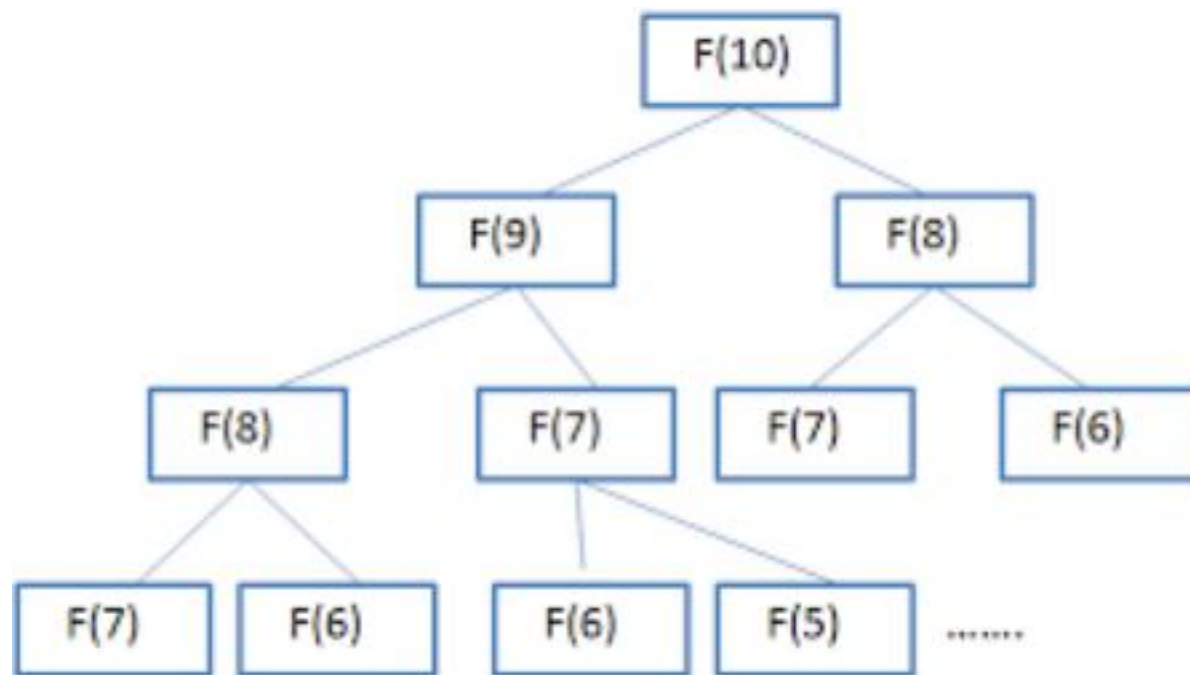 F(10)
F(9) F(8)
F(8) F(7) F(7) F(6)
F(7) F(6) F(6) F(5) .......